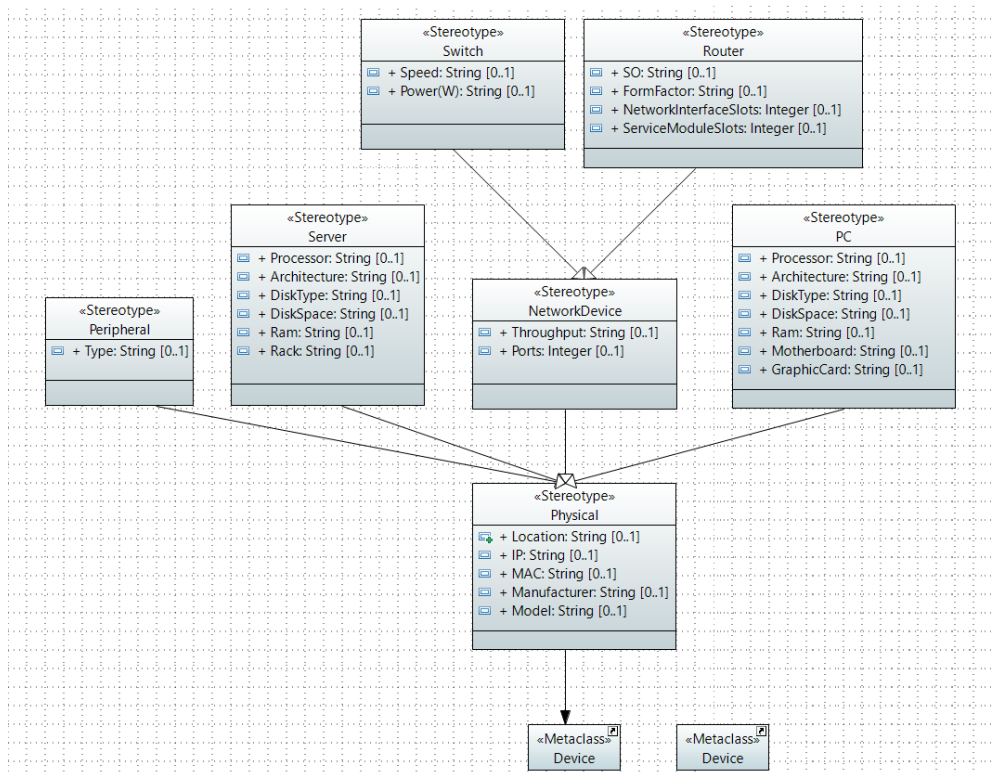 «Stereotype»
Switch
+ Speed: String [0..1]
+ Power(W): String [0..1]
«Stereotype»
Router
+ SO: String [0..1]
+ FormFactor: String [0..1]
+ NetworkInterfaceSlots: Integer [0..1]
+ ServiceModuleSlots: Integer [0..1]
«Stereotype»
Peripheral
+ Type: String [0..1]
«Stereotype»
Server
+ Processor: String [0..1]
+ Architecture: String [0..1]
+ DiskType: String [0..1]
+ DiskSpace: String [0..1]
+ Ram: String [0..1]
+ Rack: String [0..1]
«Stereotype»
NetworkDevice
+ Throughput: String [0..1]
+ Ports: Integer [0..1]
«Stereotype»
PC
+ Processor: String [0..1]
+ Architecture: String [0..1]
+ DiskType: String [0..1]
+ DiskSpace: String [0..1]
+ Ram: String [0..1]
+ Motherboard: String [0..1]
+ GraphicCard: String [0..1]
«Stereotype»
Physical
+ Location: String [0..1]
+ IP: String [0..1]
+ MAC: String [0..1]
+ Manufacturer: String [0..1]
+ Model: String [0..1]
«Metaclass»
Device
«Metaclass»
Device